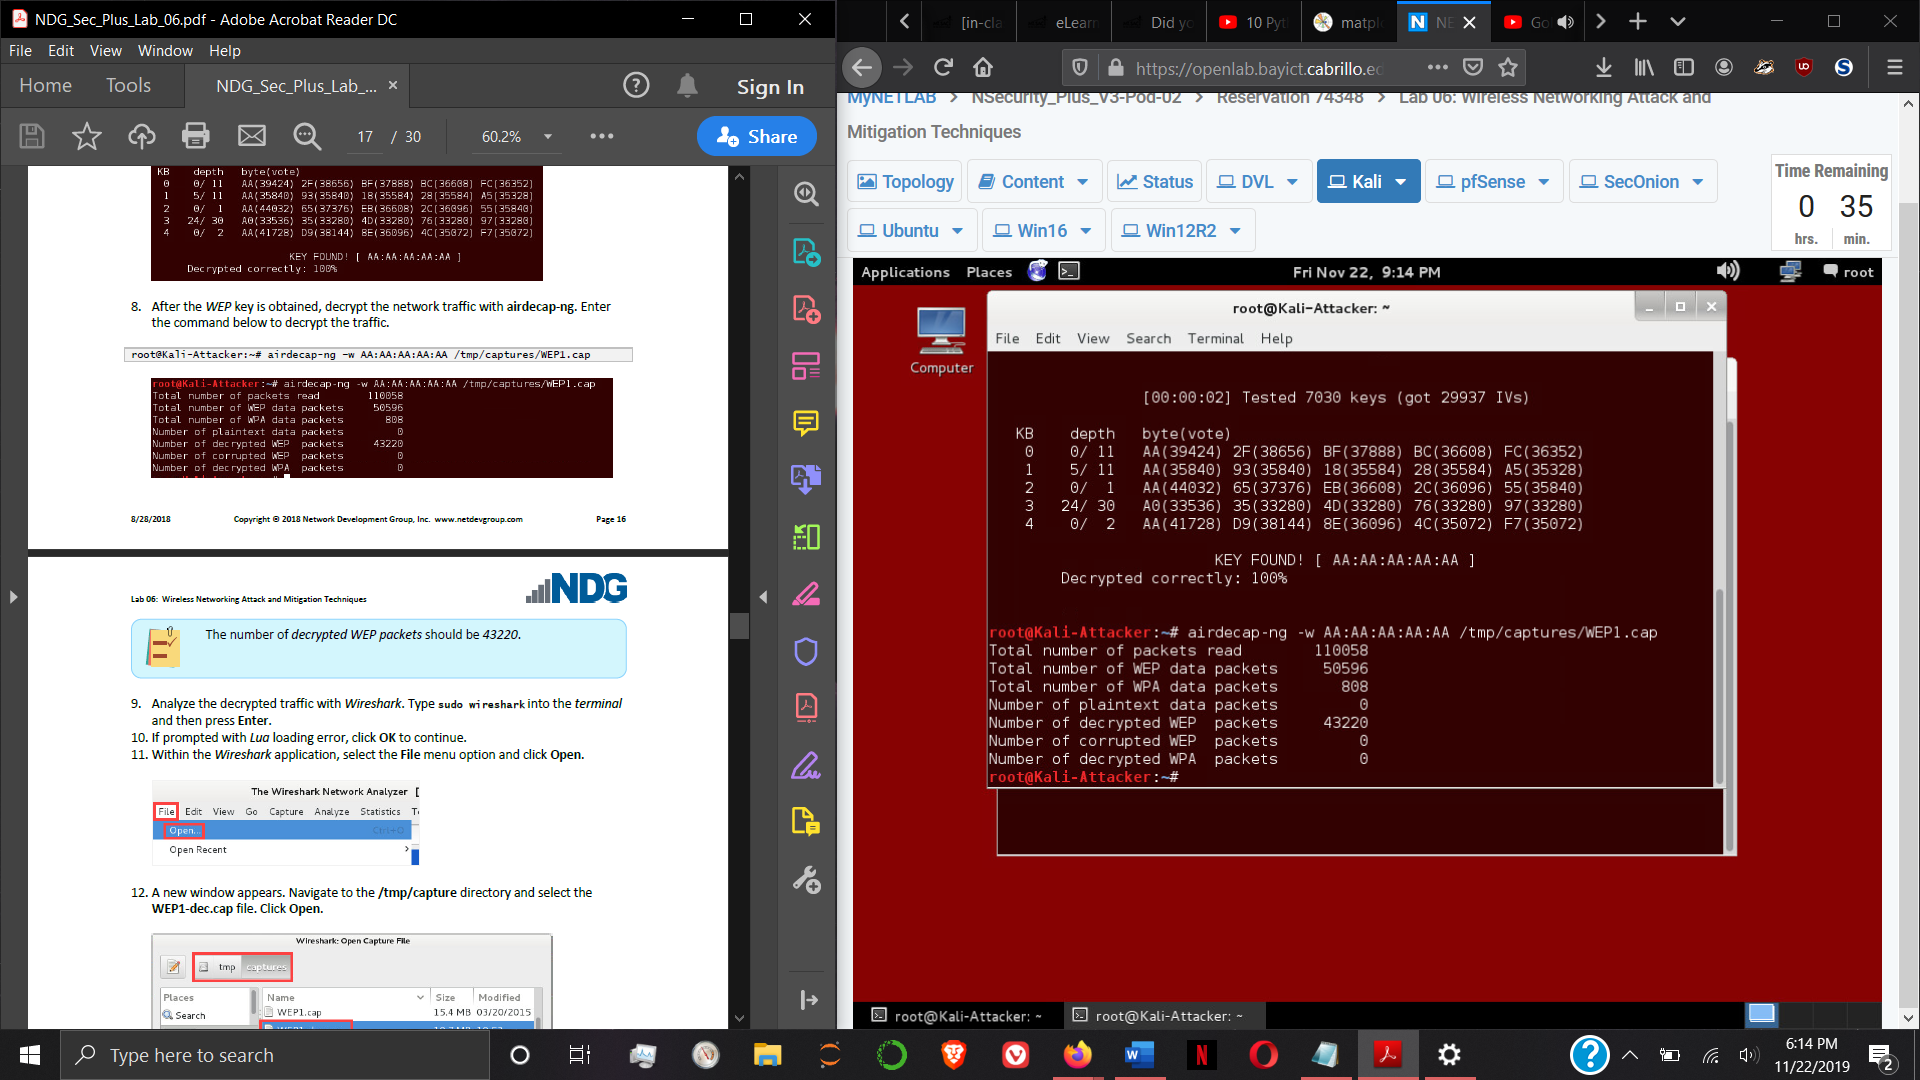 NDG_Sec_Plus_Lab_06.pdf - Adobe Acrobat Reader DC
File Edit View Window Help
Home Tools NDG_Sec_Plus_Lab_... × Sign In
17 / 30 60.2% Share
KB depth byte(vote)
0 0/ 11 AA(39424) 2F(38656) BF(37888) BC(36608) FC(36352)
1 5/ 11 AA(35840) 93(35840) 18(35584) 28(35584) A5(35328)
2 0/ 1 AA(44032) 65(37376) EB(36608) 2C(36096) 55(35840)
3 24/ 30 A0(33536) 35(33280) 4D(33280) 76(33280) 97(33280)
4 0/ 2 AA(41728) D9(38144) 8E(36096) 4C(35072) F7(35072)
KEY FOUND! [ AA:AA:AA:AA:AA ]
Decrypted correctly: 100%
8. After the WEP key is obtained, decrypt the network traffic with airdecap-ng. Enter
the command below to decrypt the traffic.
root@Kali-Attacker:~# airdecap-ng -w AA:AA:AA:AA:AA /tmp/captures/WEP1.cap
root@Kali-Attacker:~# airdecap-ng -w AA:AA:AA:AA:AA /tmp/captures/WEP1.cap
Total number of packets read 110058
Total number of WEP data packets 50596
Total number of WPA data packets 808
Number of plaintext data packets 0
Number of decrypted WEP packets 43220
Number of corrupted WEP packets 0
Number of decrypted WPA packets 0
8/28/2018 Copyright © 2018 Network Development Group, Inc. www.netdevgroup.com Page 16
Lab 06: Wireless Networking Attack and Mitigation Techniques
NDG
The number of decrypted WEP packets should be 43220.
9. Analyze the decrypted traffic with Wireshark. Type sudo wireshark into the terminal
and then press Enter.
10. If prompted with Lua loading error, click OK to continue.
11. Within the Wireshark application, select the File menu option and click Open.
The Wireshark Network Analyzer [
File Edit View Go Capture Analyze Statistics T
Open... Ctrl+O
Open Recent
12. A new window appears. Navigate to the /tmp/capture directory and select the
WEP1-dec.cap file. Click Open.
Wireshark: Open Capture File
tmp captures
Places Name Size Modified
Search WEP1.cap 15.4 MB 03/20/2015
[in-cla eLearn Did yo 10 Pyt matpl NE Go
https://openlab.bayict.cabrillo.ed
MyNETLAB > NSecurity_Plus_V3-Pod-02 > Reservation 74348 > Lab 06: Wireless Networking Attack and
Mitigation Techniques
Topology Content Status DVL Kali pfSense SecOnion
Ubuntu Win16 Win12R2
Time Remaining
0 35
hrs. min.
Applications Places Fri Nov 22, 9:14 PM root
Computer
root@Kali-Attacker: ~
File Edit View Search Terminal Help
[00:00:02] Tested 7030 keys (got 29937 IVs)
KB depth byte(vote)
0 0/ 11 AA(39424) 2F(38656) BF(37888) BC(36608) FC(36352)
1 5/ 11 AA(35840) 93(35840) 18(35584) 28(35584) A5(35328)
2 0/ 1 AA(44032) 65(37376) EB(36608) 2C(36096) 55(35840)
3 24/ 30 A0(33536) 35(33280) 4D(33280) 76(33280) 97(33280)
4 0/ 2 AA(41728) D9(38144) 8E(36096) 4C(35072) F7(35072)
KEY FOUND! [ AA:AA:AA:AA:AA ]
Decrypted correctly: 100%
root@Kali-Attacker:~# airdecap-ng -w AA:AA:AA:AA:AA /tmp/captures/WEP1.cap
Total number of packets read 110058
Total number of WEP data packets 50596
Total number of WPA data packets 808
Number of plaintext data packets 0
Number of decrypted WEP packets 43220
Number of corrupted WEP packets 0
Number of decrypted WPA packets 0
root@Kali-Attacker:~#
root@Kali-Attacker: ~ root@Kali-Attacker: ~
Type here to search
6:14 PM
11/22/2019
2